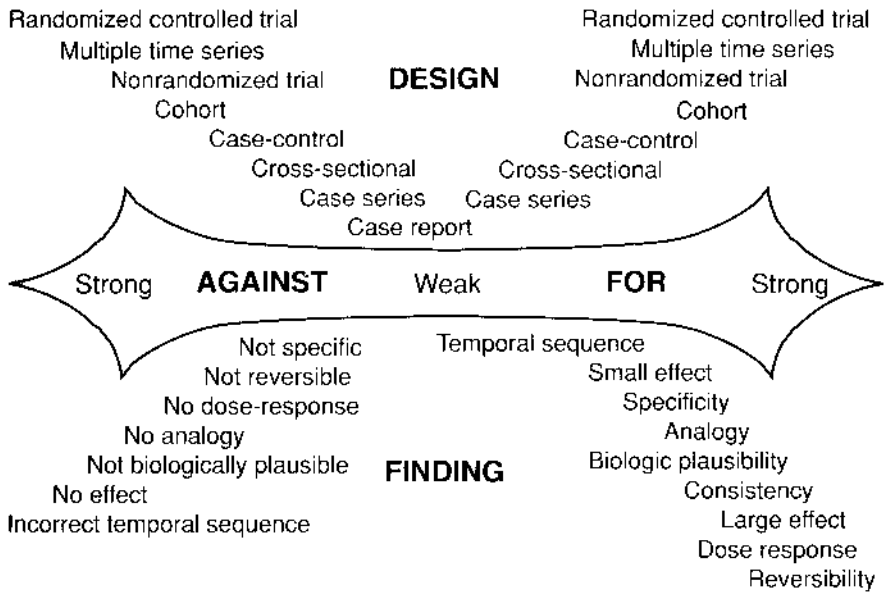 Randomized controlled trial
Multiple time series
Nonrandomized trial
Cohort
Case-control
Cross-sectional
Case series
Case report
DESIGN
Randomized controlled trial
Multiple time series
Nonrandomized trial
Cohort
Case-control
Cross-sectional
Case series
Strong AGAINST Weak FOR Strong
Not specific
Not reversible
No dose-response
No analogy
Not biologically plausible
No effect
Incorrect temporal sequence
FINDING
Temporal sequence
Small effect
Specificity
Analogy
Biologic plausibility
Consistency
Large effect
Dose response
Reversibility